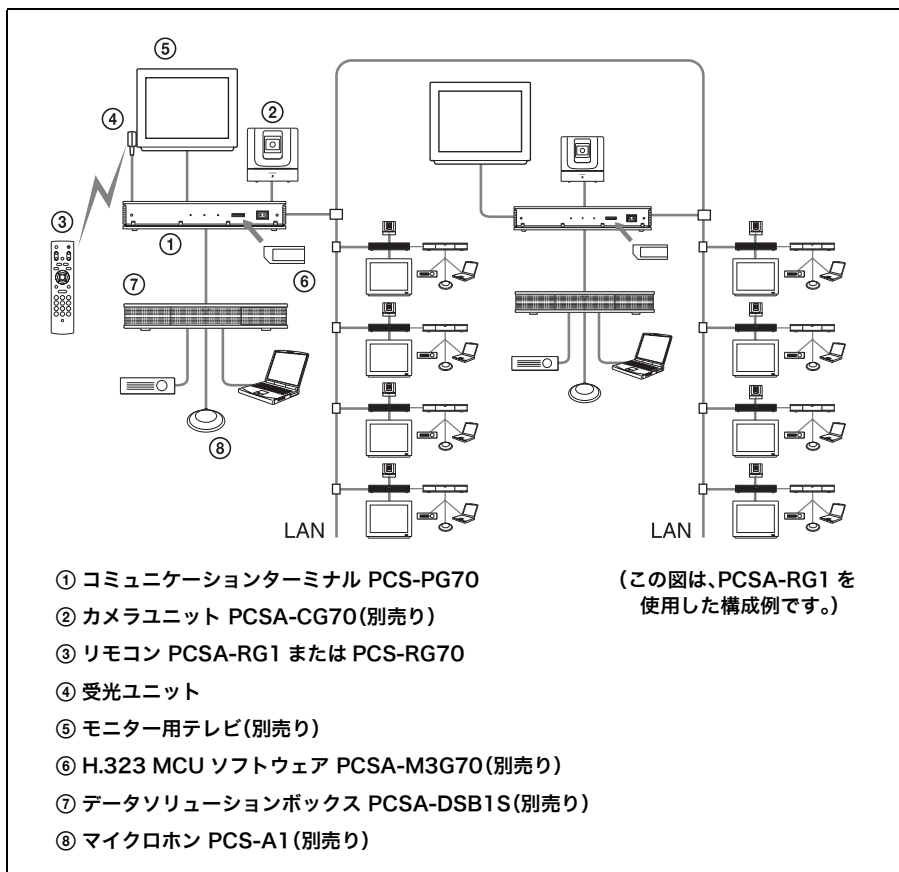 ⑤
②
④
③
①
⑥
⑦
⑧
LAN
LAN
① コミュニケーションターミナル PCS-PG70
② カメラユニット PCSA-CG70(別売り)
③ リモコン PCSA-RG1 または PCS-RG70
④ 受光ユニット
⑤ モニター用テレビ(別売り)
⑥ H.323 MCU ソフトウェア PCSA-M3G70(別売り)
⑦ データソリューションボックス PCSA-DSB1S(別売り)
⑧ マイクロホン PCS-A1(別売り)
(この図は、PCSA-RG1 を
使用した構成例です。)